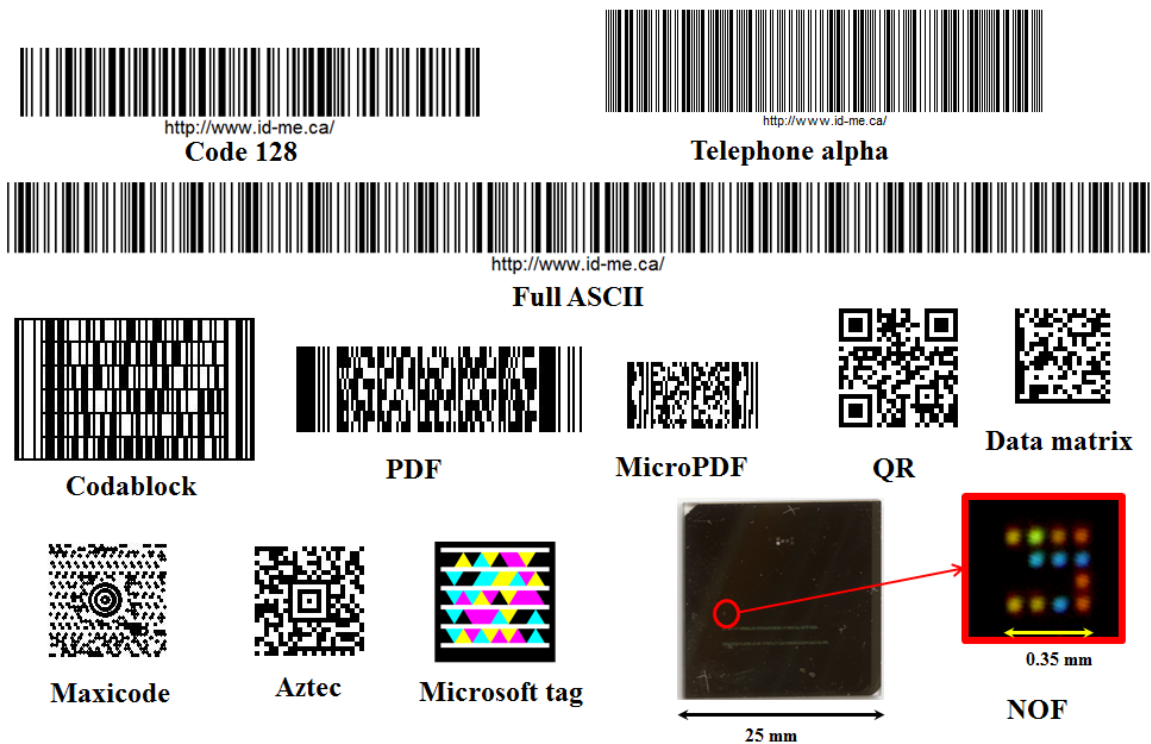 http://www.id-me.ca/
Code 128
http://www.id-me.ca/
Telephone alpha
http://www.id-me.ca/
Full ASCII
Codablock
PDF
MicroPDF
QR
Data matrix
Maxicode
Aztec
Microsoft tag
25 mm
0.35 mm
NOF